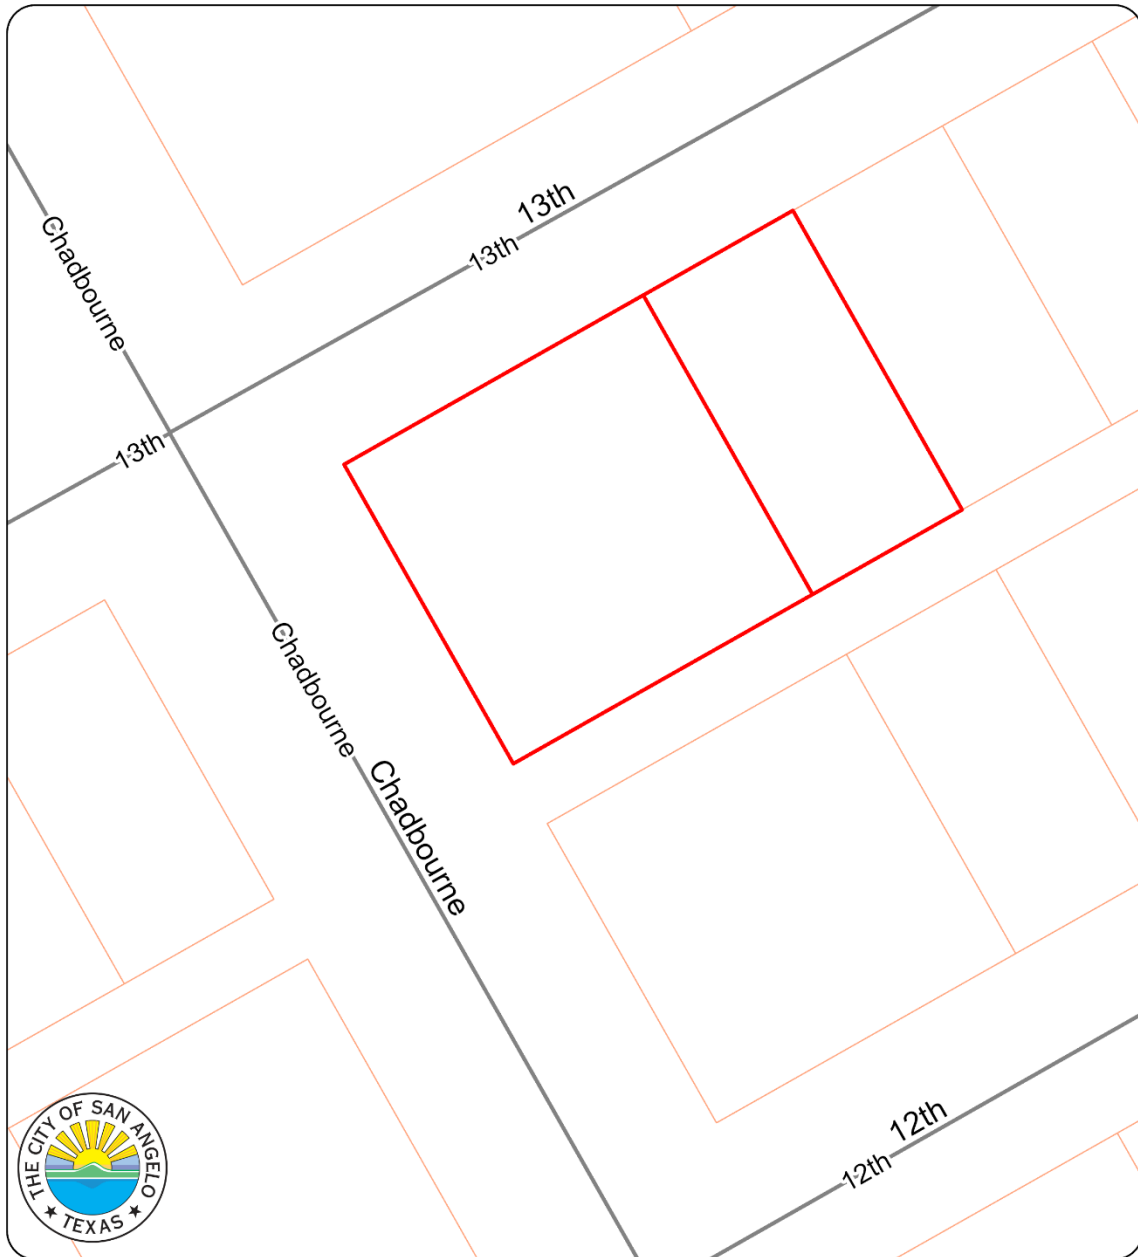 13th
13th
Chadbourne
13th
Chadbourne
Chadbourne
12th
12th
THE CITY OF SAN ANGELO
★ TEXAS ★